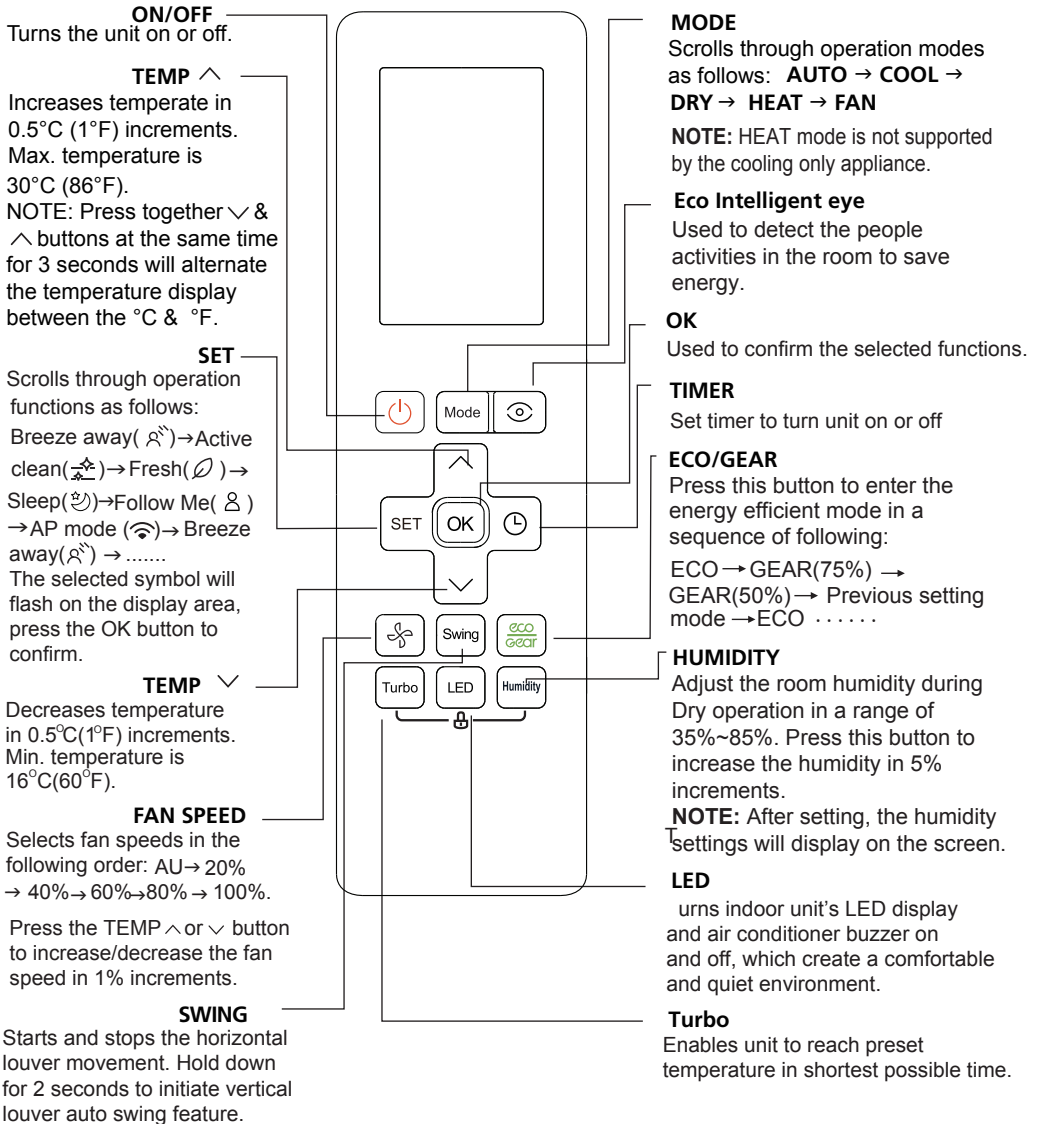 ON/OFF
Turns the unit on or off.
TEMP ︿
Increases temperate in
0.5°C (1°F) increments.
Max. temperature is
30°C (86°F).
NOTE: Press together ﹀ &
︿ buttons at the same time
for 3 seconds will alternate
the temperature display
between the °C & °F.
SET
Scrolls through operation
functions as follows:
Breeze away( )→Active
clean( )→Fresh( )→
Sleep( )→Follow Me( )
→AP mode ( )→ Breeze
away( ) → .......
The selected symbol will
flash on the display area,
press the OK button to
confirm.
TEMP ﹀
Decreases temperature
in 0.5°C(1°F) increments.
Min. temperature is
16°C(60°F).
FAN SPEED
Selects fan speeds in the
following order: AU→ 20%
→ 40%→60%→80% → 100%.
Press the TEMP ︿ or ﹀ button
to increase/decrease the fan
speed in 1% increments.
SWING
Starts and stops the horizontal
louver movement. Hold down
for 2 seconds to initiate vertical
louver auto swing feature.
Mode
SET
OK
Swing
eco
Gear
Turbo
LED
Humidity
MODE
Scrolls through operation modes
as follows: AUTO → COOL →
DRY → HEAT → FAN
NOTE: HEAT mode is not supported
by the cooling only appliance.
Eco Intelligent eye
Used to detect the people
activities in the room to save
energy.
OK
Used to confirm the selected functions.
TIMER
Set timer to turn unit on or off
ECO/GEAR
Press this button to enter the
energy efficient mode in a
sequence of following:
ECO → GEAR(75%) →
GEAR(50%)→ Previous setting
mode →ECO ······
HUMIDITY
Adjust the room humidity during
Dry operation in a range of
35%~85%. Press this button to
increase the humidity in 5%
increments.
NOTE: After setting, the humidity
settings will display on the screen.
LED
T
urns indoor unit's LED display
and air conditioner buzzer on
and off, which create a comfortable
and quiet environment.
Turbo
Enables unit to reach preset
temperature in shortest possible time.